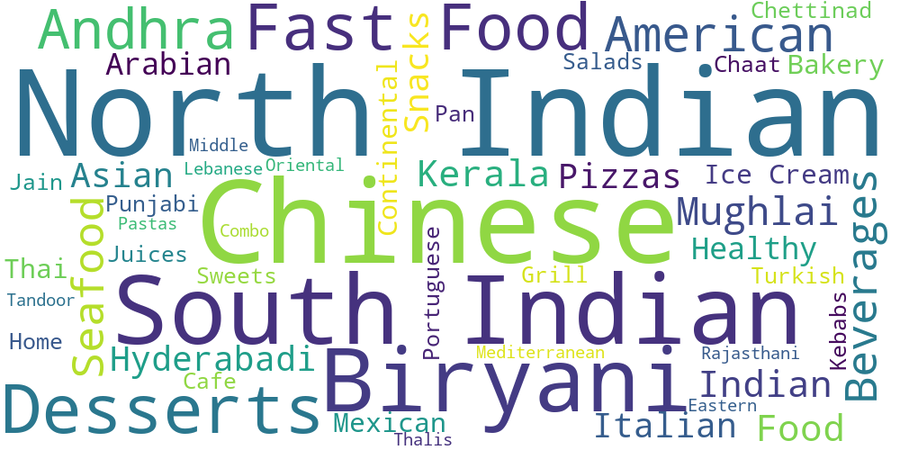 Andhra
Fast Food
American
Chettinad
Arabian
Snacks
Salads
Chaat
Bakery
North Indian
Continental
Pan
Middle
Lebanese
Oriental
Jain
Asian
Kerala
Pizzas
Ice Cream
Punjabi
Pastas
Chinese
Combo
Mughlai
Beverages
Seafood
Juices
Portuguese
Healthy
Thai
Sweets
Grill
Turkish
Tandoor
South Indian
Kebabs
Home
Hyderabadi
Biryani
Mediterranean
Rajasthani
Cafe
Indian
Desserts
Mexican
Eastern
Italian
Food
Thalis